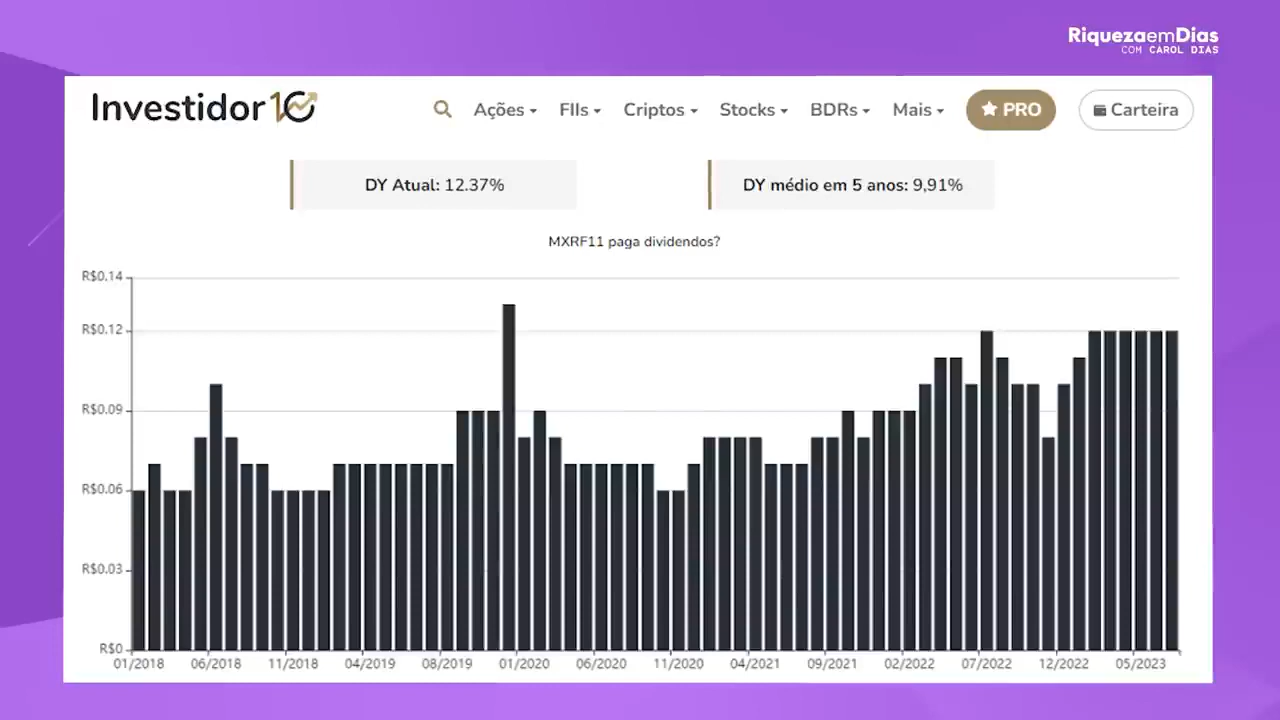 RiquezaemDias
COM CAROL DIAS
Investidor 10
Ações
FIIs
Criptos
Stocks
BDRs
Mais
PRO
Carteira
DY Atual: 12.37%
DY médio em 5 anos: 9,91%
MXRF11 paga dividendos?
R$0.14
R$0.12
R$0.09
R$0.06
R$0.03
R$0
01/2018 06/2018 11/2018 04/2019 08/2019 01/2020 06/2020 11/2020 04/2021 09/2021 02/2022 07/2022 12/2022 05/2023